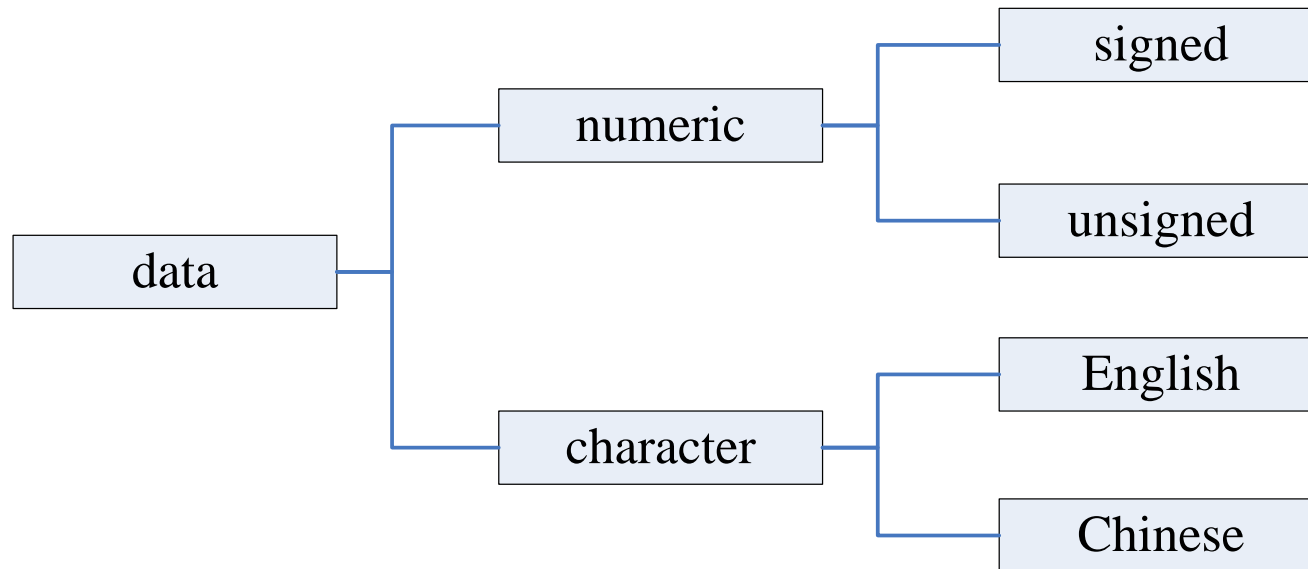 data
numeric
signed
unsigned
character
English
Chinese